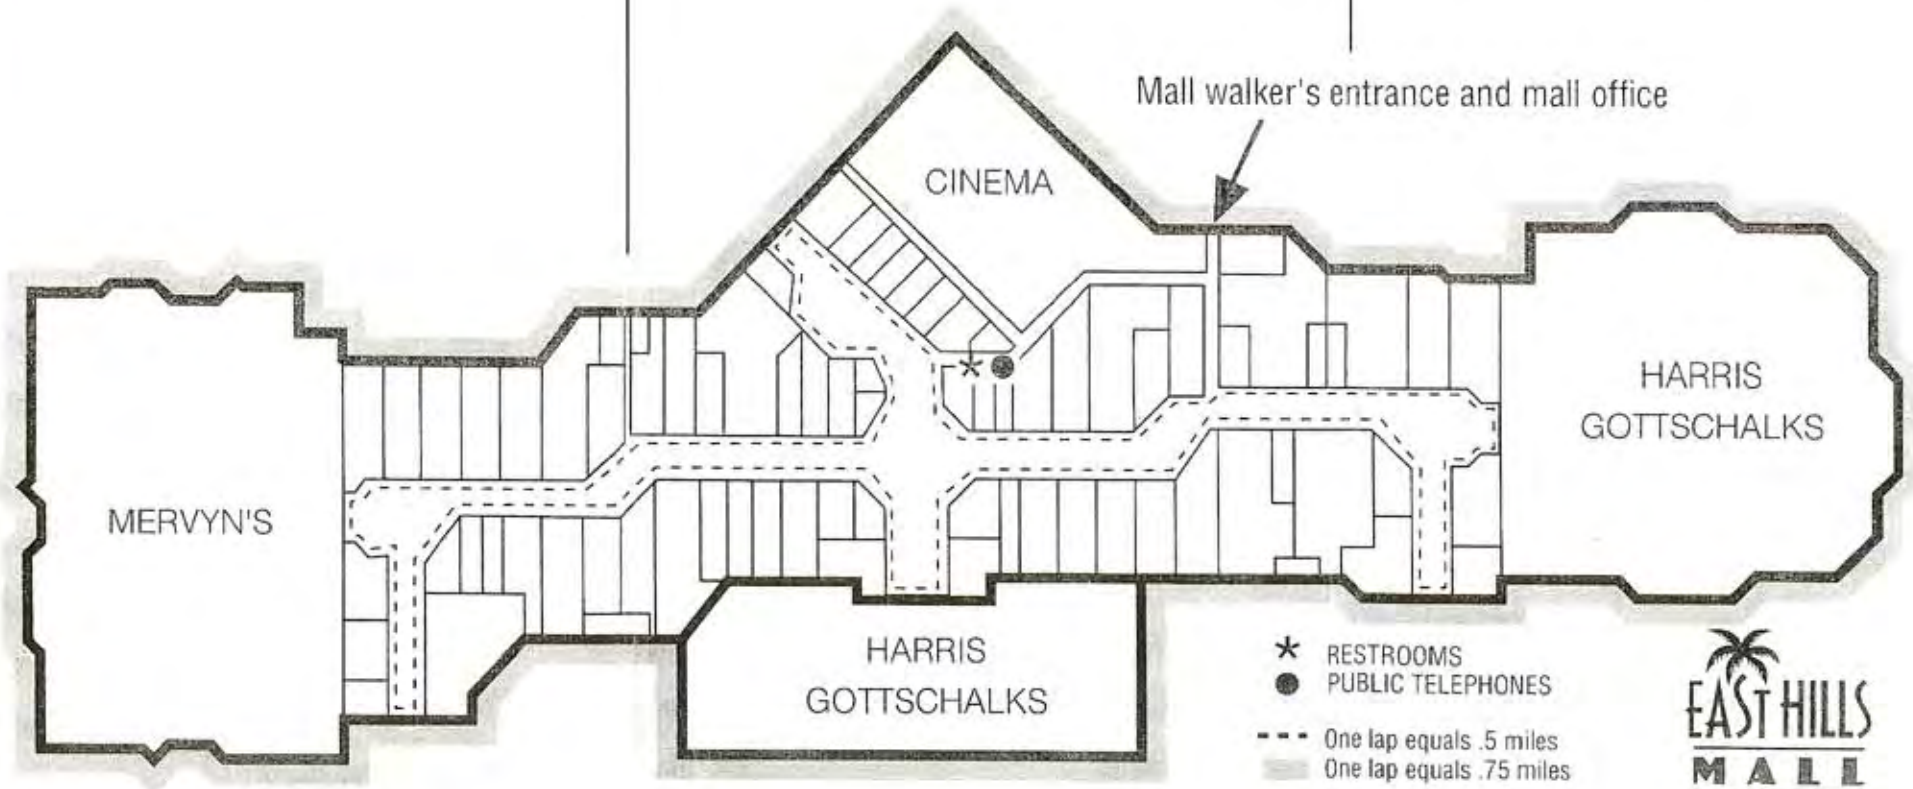 Mall walker's entrance and mall office
CINEMA
HARRIS
GOTTSCHALKS
MERVYN'S
HARRIS
GOTTSCHALKS
* RESTROOMS
● PUBLIC TELEPHONES
One lap equals .5 miles
One lap equals .75 miles
EAST HILLS
MALL